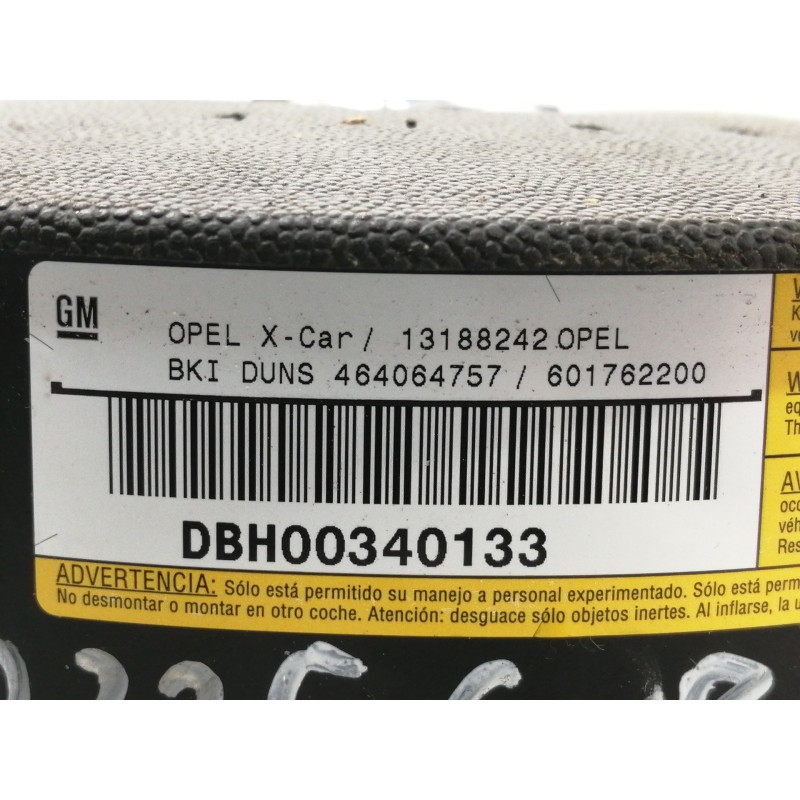 GM
OPEL X-Car/ 13188242 OPEL
BKI DUNS 464064757 / 601762200
DBH00340133
ADVERTENCIA: Sólo está permitido su manejo a personal experimentado. Sólo está
No desmontar o montar en otro coche. Atención: desguace sólo objetos inertes. Al inflarse, la